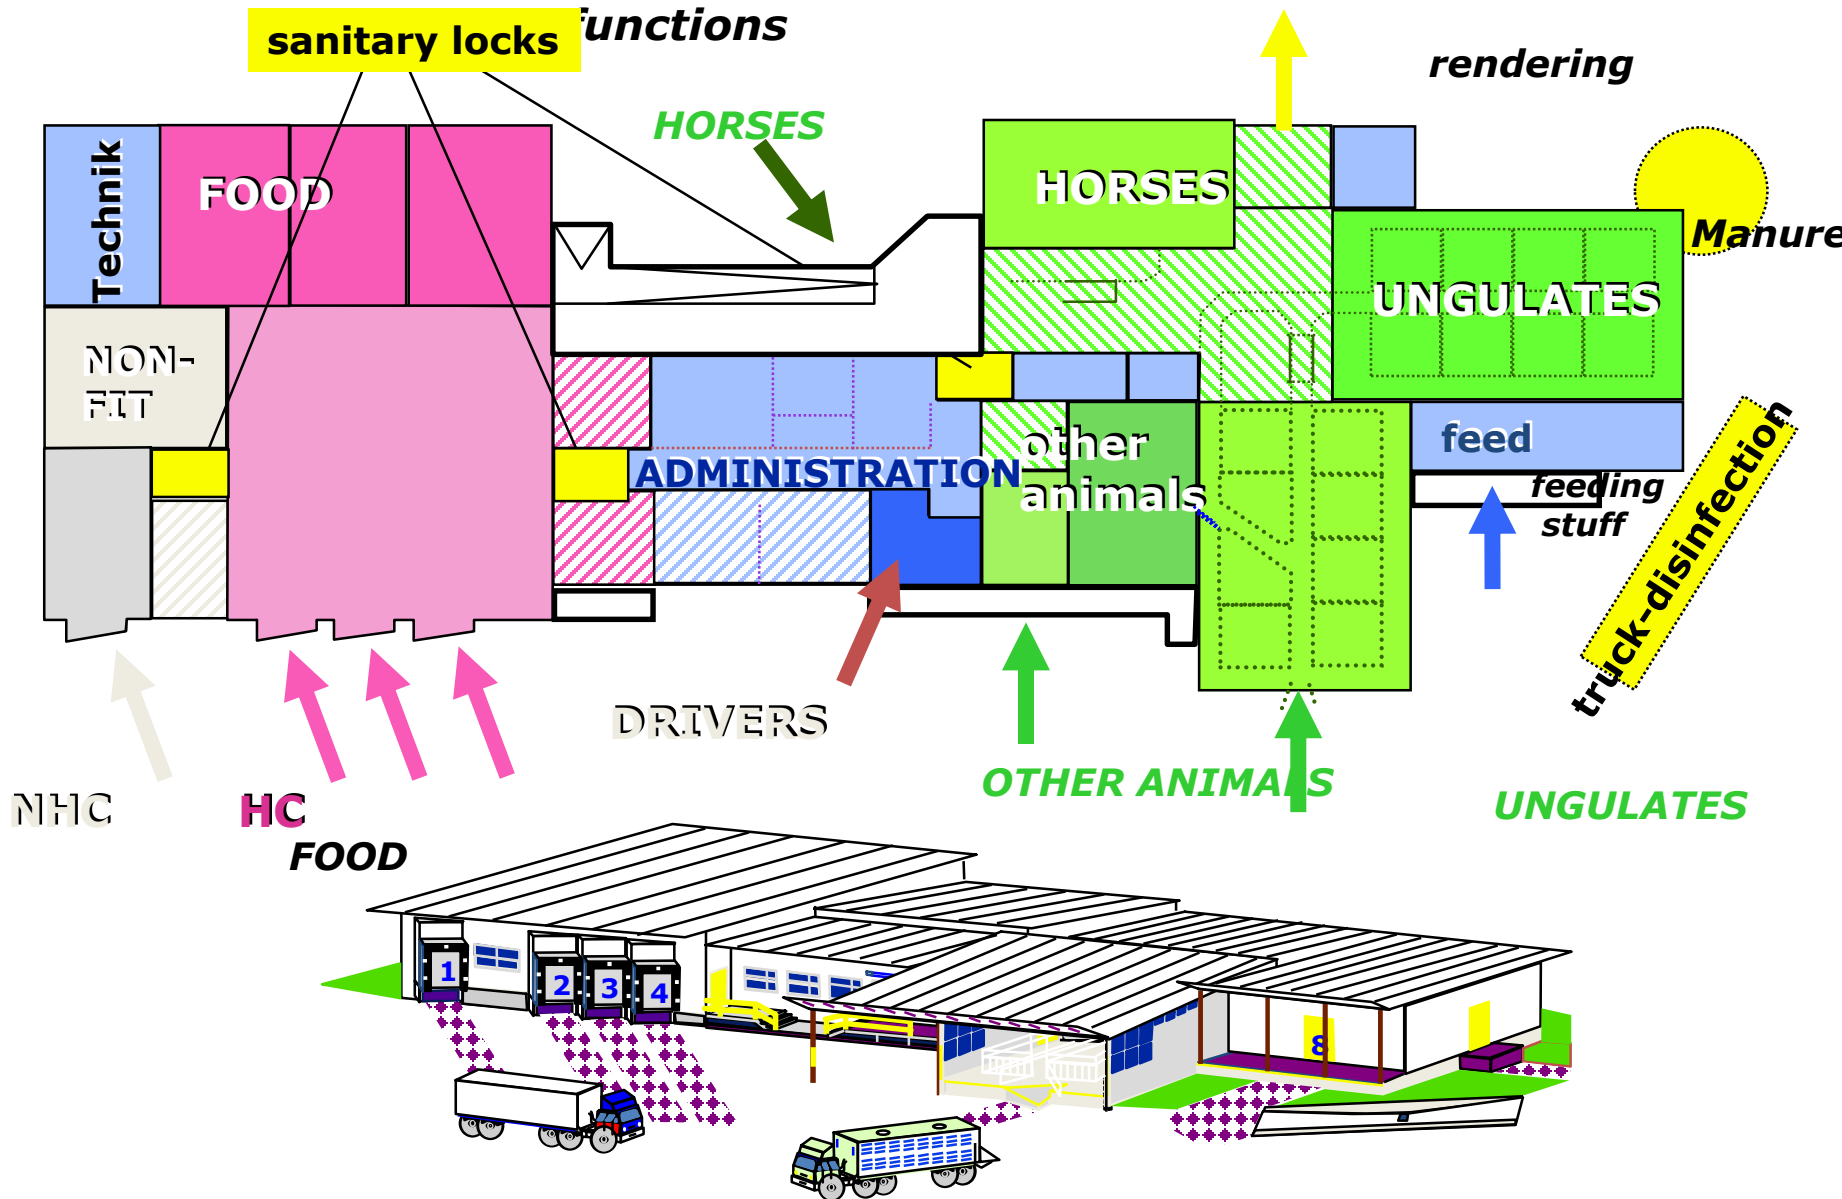 functions
sanitary locks
rendering
HORSES
Technik
FOOD
HORSES
Manure
UNGULATES
NON-
FIT
other
animals
feed
ADMINISTRATION
feeding
stuff
truck-disinfection
DRIVERS
OTHER ANIMALS
UNGULATES
NHC
HC
FOOD
1
2
3
4
8